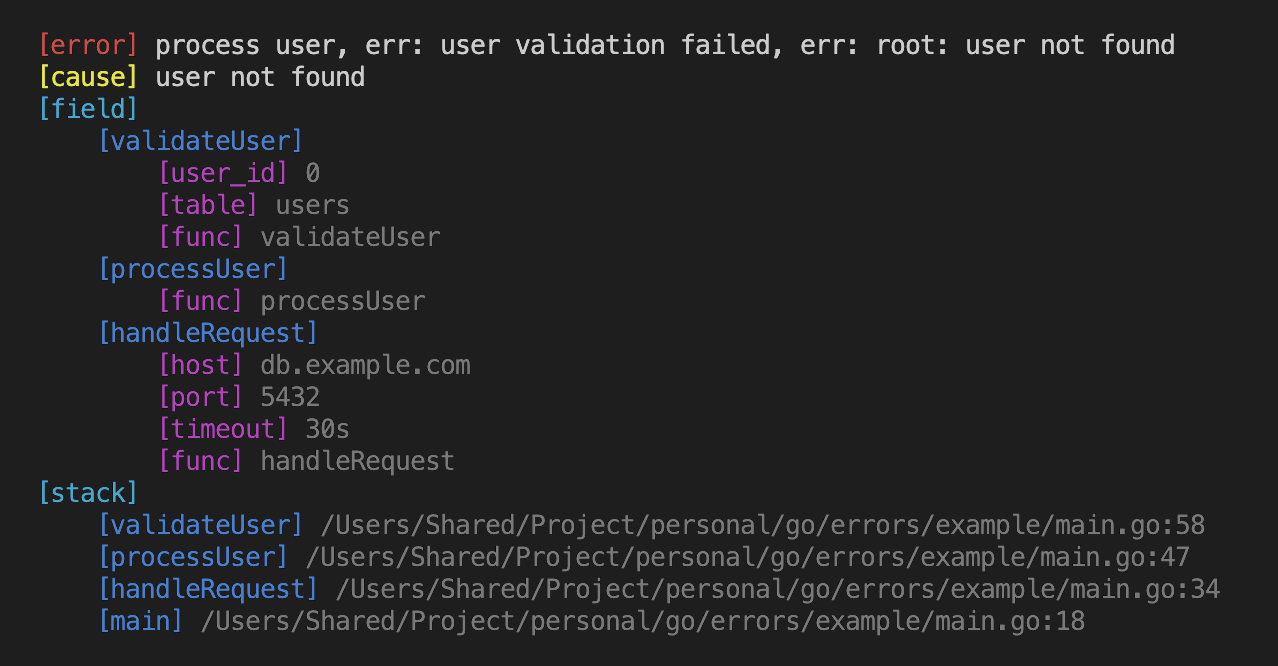 [error] process user, err: user validation failed, err: root: user not found
[cause] user not found
[field]
    [validateUser]
        [user_id] 0
        [table] users
        [func] validateUser
    [processUser]
        [func] processUser
    [handleRequest]
        [host] db.example.com
        [port] 5432
        [timeout] 30s
        [func] handleRequest
[stack]
    [validateUser] /Users/Shared/Project/personal/go/errors/example/main.go:58
    [processUser] /Users/Shared/Project/personal/go/errors/example/main.go:47
    [handleRequest] /Users/Shared/Project/personal/go/errors/example/main.go:34
    [main] /Users/Shared/Project/personal/go/errors/example/main.go:18